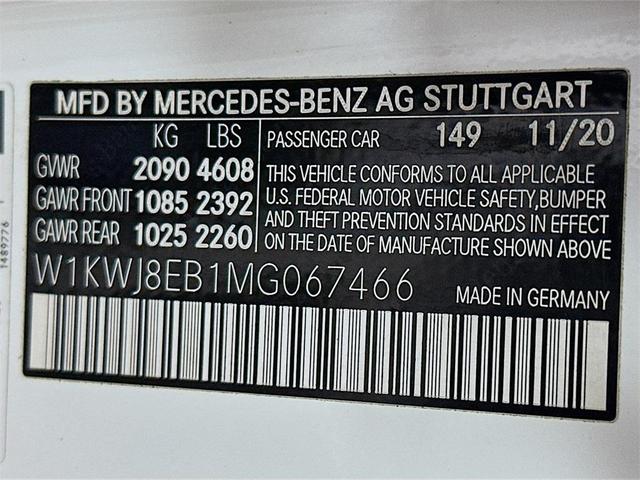 MFD BY MERCEDES-BENZ AG STUTTGART
KG LBS
PASSENGER CAR 149 11/20
GVWR 2090 4608
GAWR FRONT 1085 2392
GAWR REAR 1025 2260
THIS VEHICLE CONFORMS TO ALL APPLICABLE
U.S. FEDERAL MOTOR VEHICLE SAFETY,BUMPER
AND THEFT PREVENTION STANDARDS IN EFFECT
ON THE DATE OF MANUFACTURE SHOWN ABOVE
W1KWJ8EB1MG067466
MADE IN GERMANY
1489776